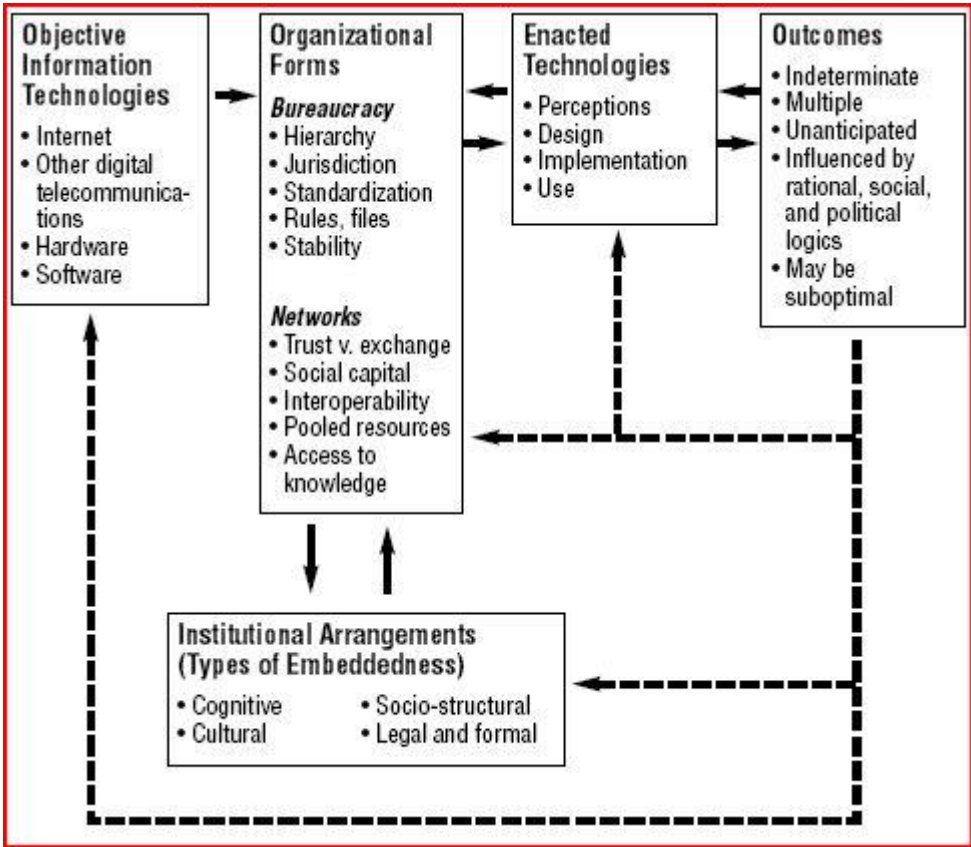 Objective
Information
Technologies
• Internet
• Other digital
telecommunica-
tions
• Hardware
• Software
Organizational
Forms
Bureaucracy
• Hierarchy
• Jurisdiction
• Standardization
• Rules, files
• Stability
Networks
• Trust v. exchange
• Social capital
• Interoperability
• Pooled resources
• Access to
knowledge
Enacted
Technologies
• Perceptions
• Design
• Implementation
• Use
Outcomes
• Indeterminate
• Multiple
• Unanticipated
• Influenced by
rational, social,
and political
logics
• May be
suboptimal
Institutional Arrangements
(Types of Embeddedness)
• Cognitive • Socio-structural
• Cultural • Legal and formal